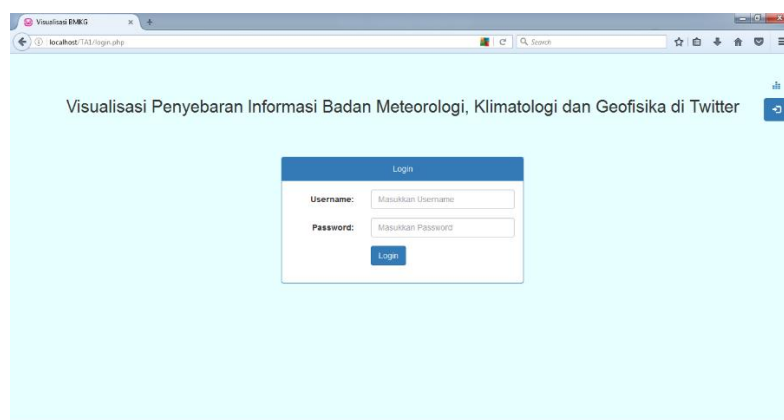 Visualisasi BMKG
localhost/TA1/login.php
Search
Visualisasi Penyebaran Informasi Badan Meteorologi, Klimatologi dan Geofisika di Twitter
Login
Username:
Masukkan Username
Password:
Masukkan Password
Login